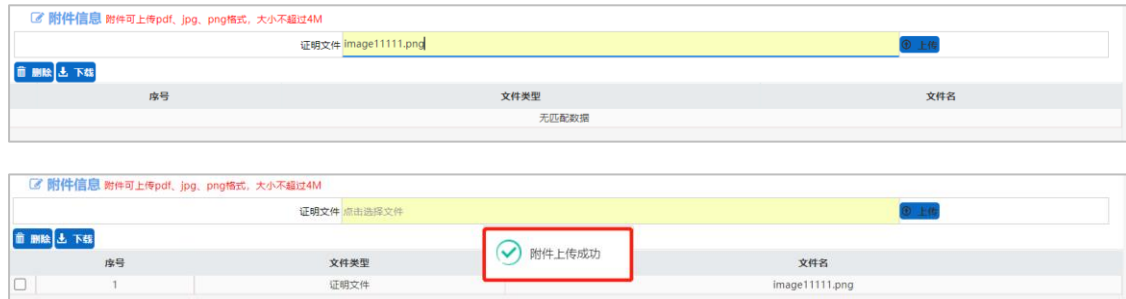 附件信息 附件可上传pdf、jpg、png格式，大小不超过4M
证明文件 image11111.png 上传
删除 下载
序号 文件类型 文件名
无匹配数据
附件信息 附件可上传pdf、jpg、png格式，大小不超过4M
证明文件 点击选择文件 上传
删除 下载
附件上传成功
序号 文件类型 文件名
1 证明文件 image11111.png